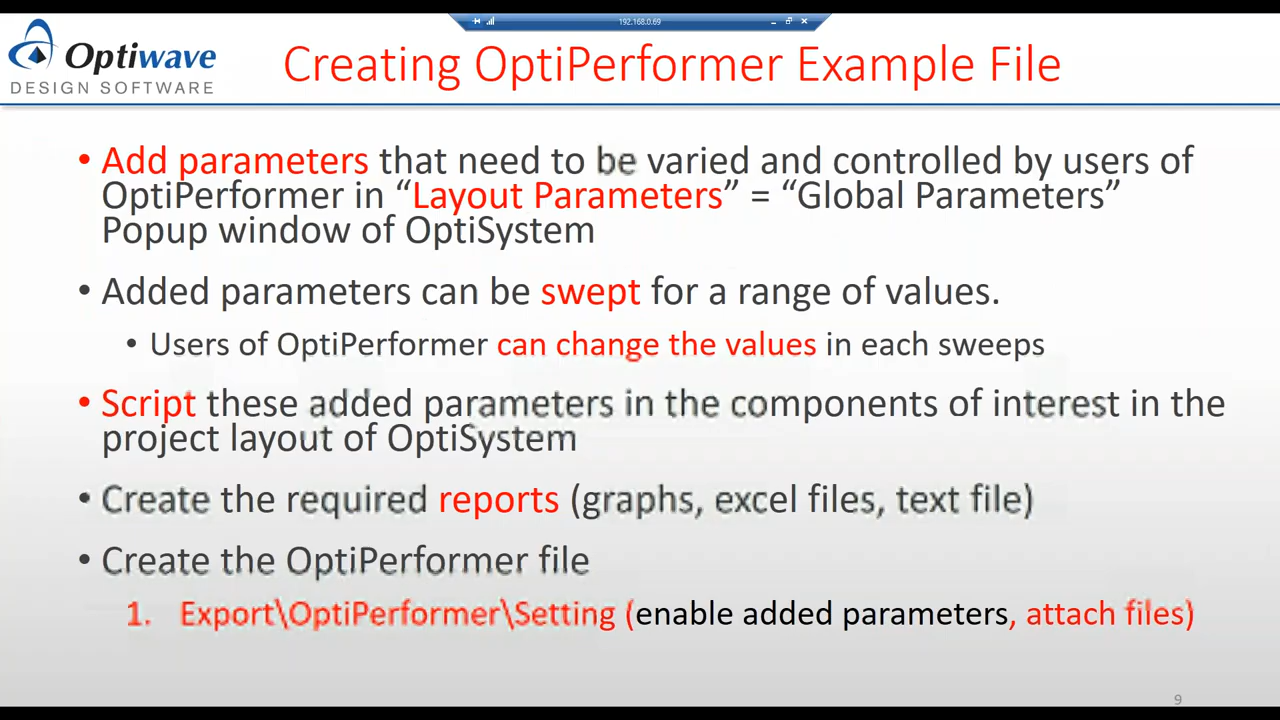 192.168.0.69
Optiwave
DESIGN SOFTWARE
Creating OptiPerformer Example File
• Add parameters that need to be varied and controlled by users of
OptiPerformer in “Layout Parameters” = “Global Parameters”
Popup window of OptiSystem
• Added parameters can be swept for a range of values.
• Users of OptiPerformer can change the values in each sweeps
• Script these added parameters in the components of interest in the
project layout of OptiSystem
• Create the required reports (graphs, excel files, text file)
• Create the OptiPerformer file
1. Export\OptiPerformer\Setting (enable added parameters, attach files)
9